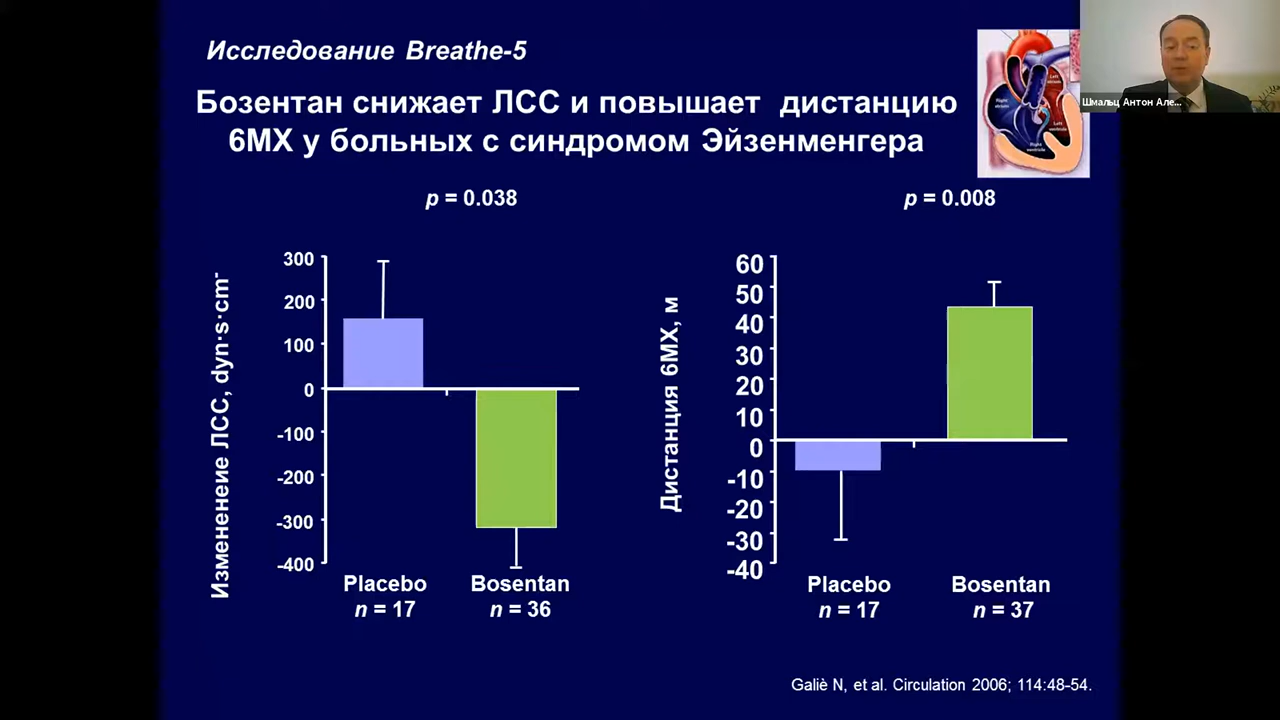 Исследование Breathe-5
Бозентан снижает ЛСС и повышает дистанцию
6МХ у больных с синдромом Эйзенменгера
Шмальц Антон Але...
p = 0.038
Изменение ЛСС, dyn·s·cm-
300
200
100
0
-100
-200
-300
-400
Placebo
n = 17
Bosentan
n = 36
p = 0.008
Дистанция 6МХ, м
60
50
40
30
20
10
0
-10
-20
-30
-40
Placebo
n = 17
Bosentan
n = 37
Galiè N, et al. Circulation 2006; 114:48-54.